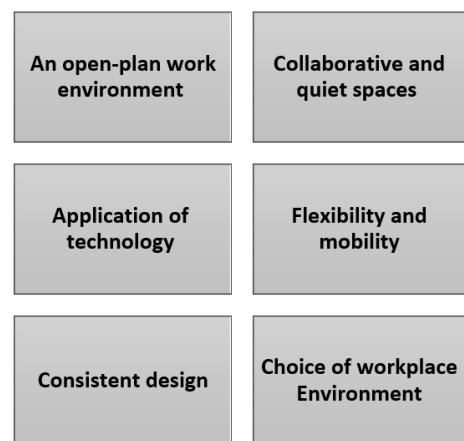 An open-plan work
environment
Collaborative and
quiet spaces
Application of
technology
Flexibility and
mobility
Consistent design
Choice of workplace
Environment